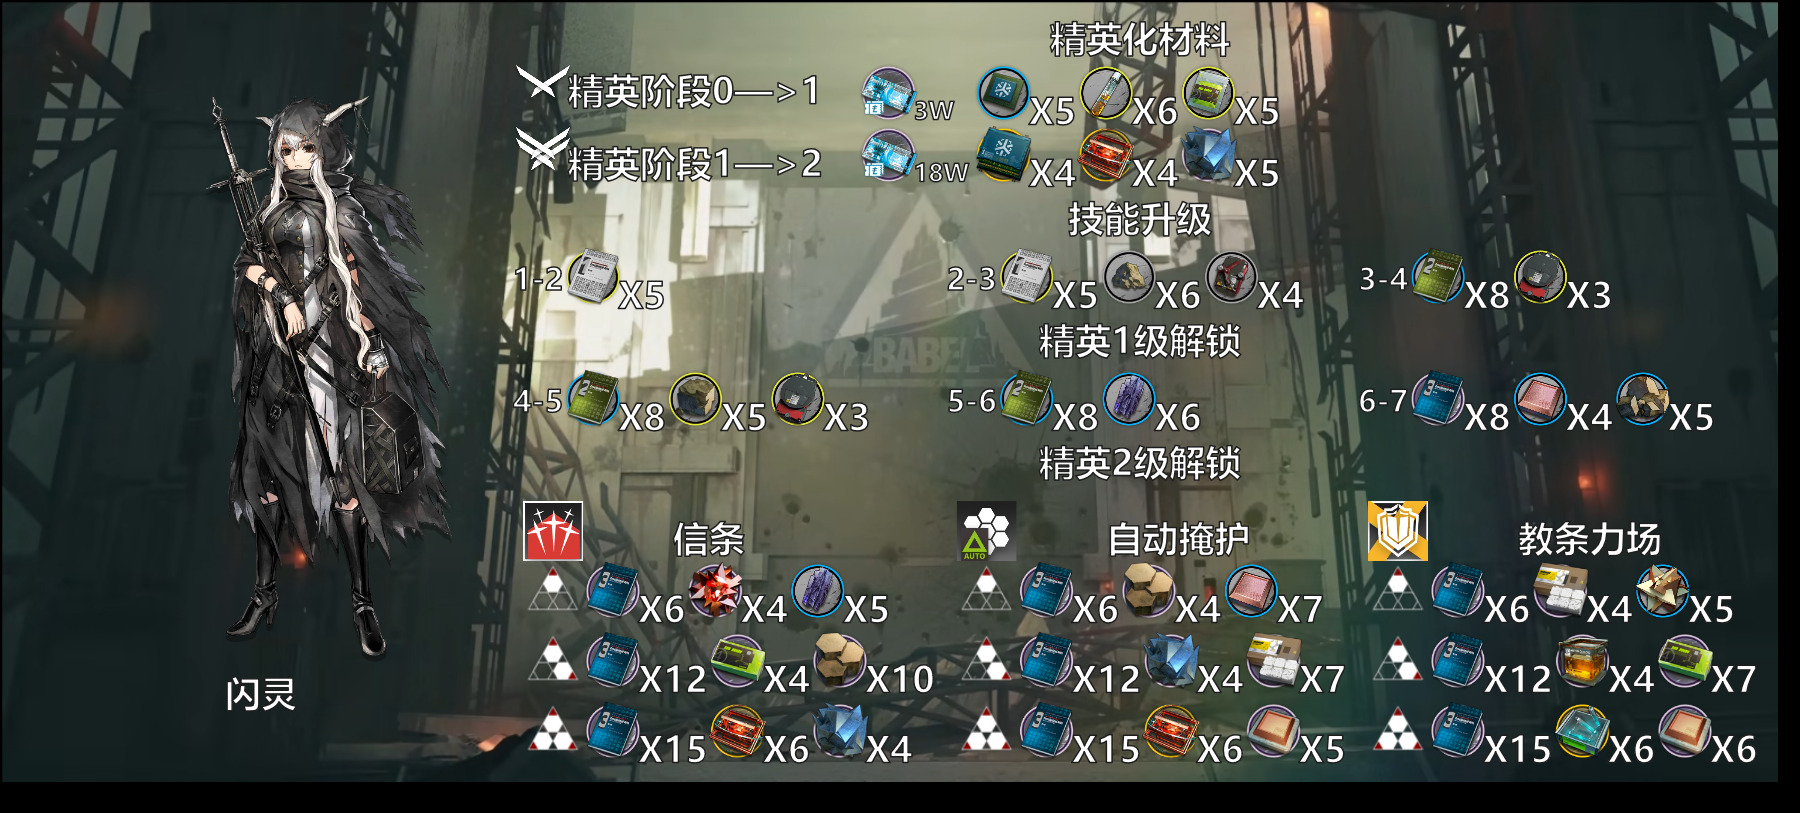 精英化材料
精英阶段0—>1 3W X5 X6 X5
精英阶段1—>2 18W X4 X4 X5
技能升级
1-2 X5 2-3 X5 X6 X4 3-4 X8 X3
精英1级解锁
4-5 X8 X5 X3 5-6 X8 X6 6-7 X8 X4 X5
精英2级解锁
信条 AUTO 自动掩护 教条力场
X6 X4 X5 X6 X4 X7 X6 X4 X5
X12 X4 X10 X12 X4 X7 X12 X4 X7
X15 X6 X4 X15 X6 X5 X15 X6 X6
闪灵
BABEL